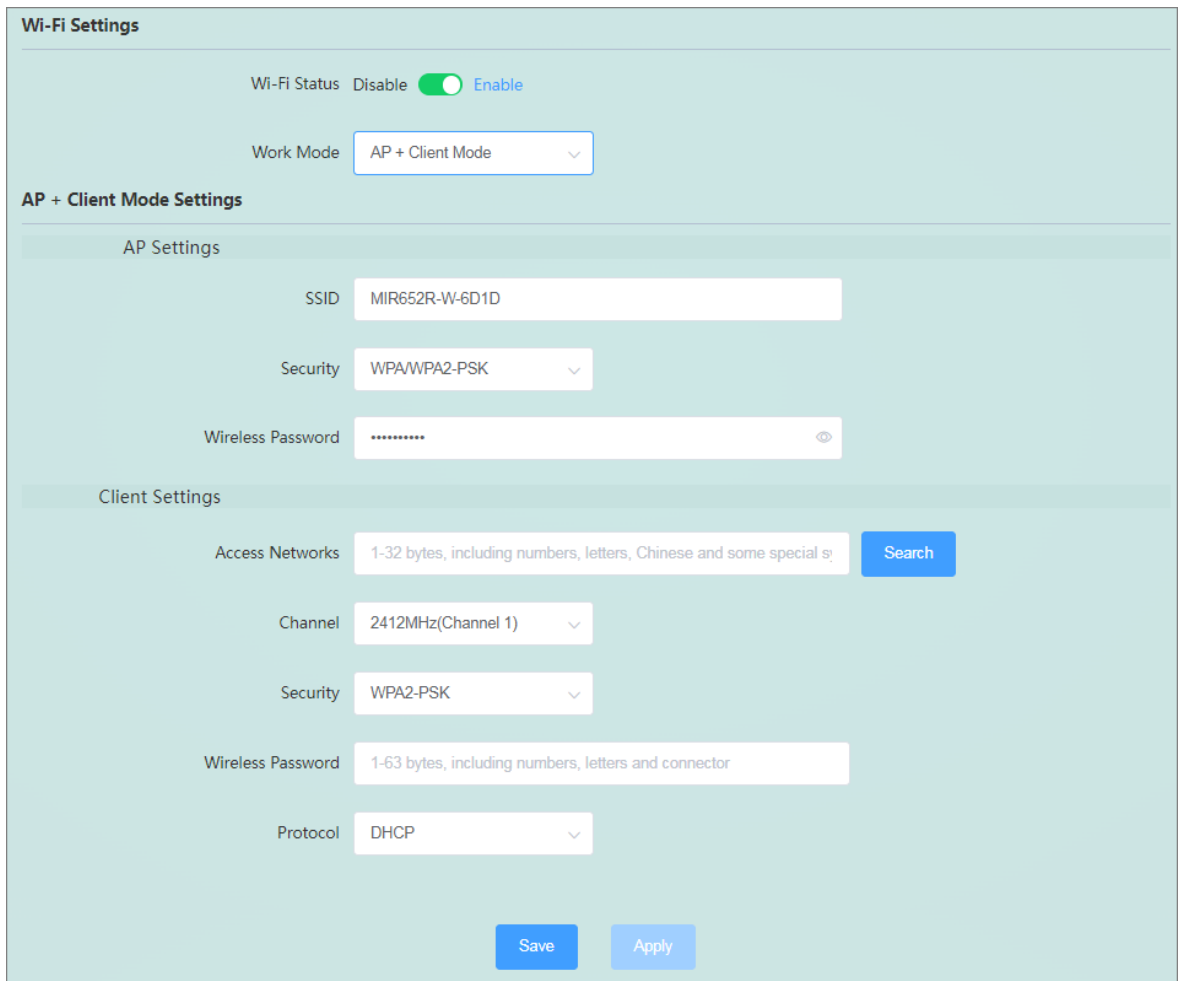 Wi-Fi Settings
Wi-Fi Status Disable Enable
Work Mode AP + Client Mode
AP + Client Mode Settings
AP Settings
SSID MIR652R-W-6D1D
Security WPA/WPA2-PSK
Wireless Password ••••••••••
Client Settings
Access Networks 1-32 bytes, including numbers, letters, Chinese and some special sy Search
Channel 2412MHz(Channel 1)
Security WPA2-PSK
Wireless Password 1-63 bytes, including numbers, letters and connector
Protocol DHCP
Save Apply